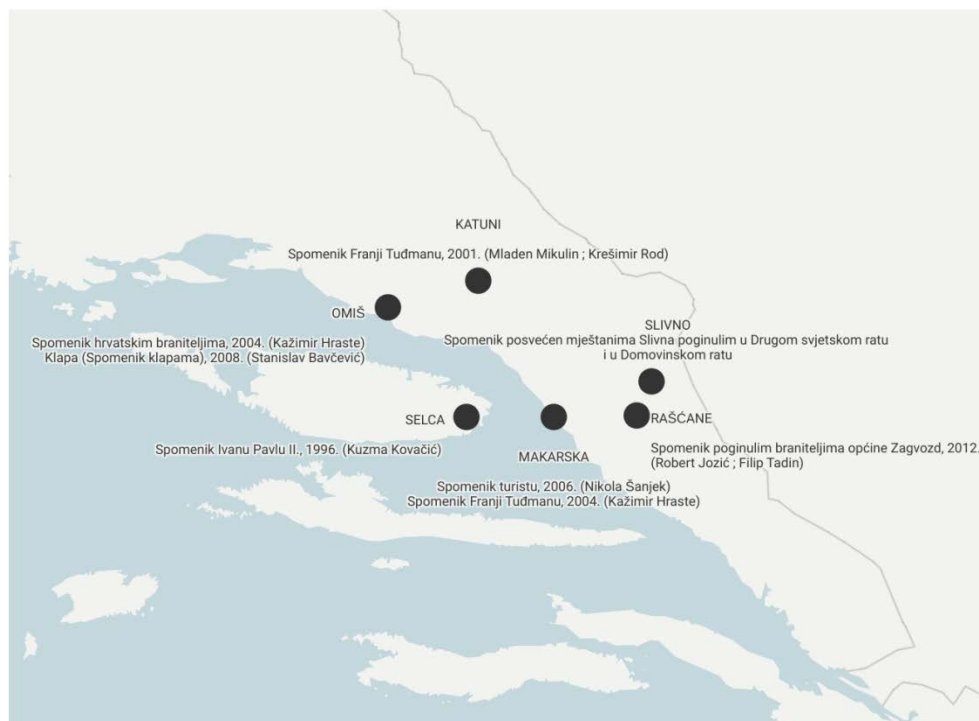 KATUNI
Spomenik Franji Tuđmanu, 2001. (Mladen Mikulin ; Krešimir Rod)
OMIŠ
Spomenik hrvatskim braniteljima, 2004. (Kažimir Hraste)
Klapa (Spomenik klapama), 2008. (Stanislav Bavčević)
SLIVNO
Spomenik posvećen mještanima Slivna poginulim u Drugom svjetskom ratu
i u Domovinskom ratu
SELCA
Spomenik Ivanu Pavlu II., 1996. (Kuzma Kovačić)
RAŠĆANE
Spomenik poginulim braniteljima općine Zagvozd, 2012.
(Robert Jozić ; Filip Tadin)
MAKARSKA
Spomenik turistu, 2006. (Nikola Šanjek)
Spomenik Franji Tuđmanu, 2004. (Kažimir Hraste)